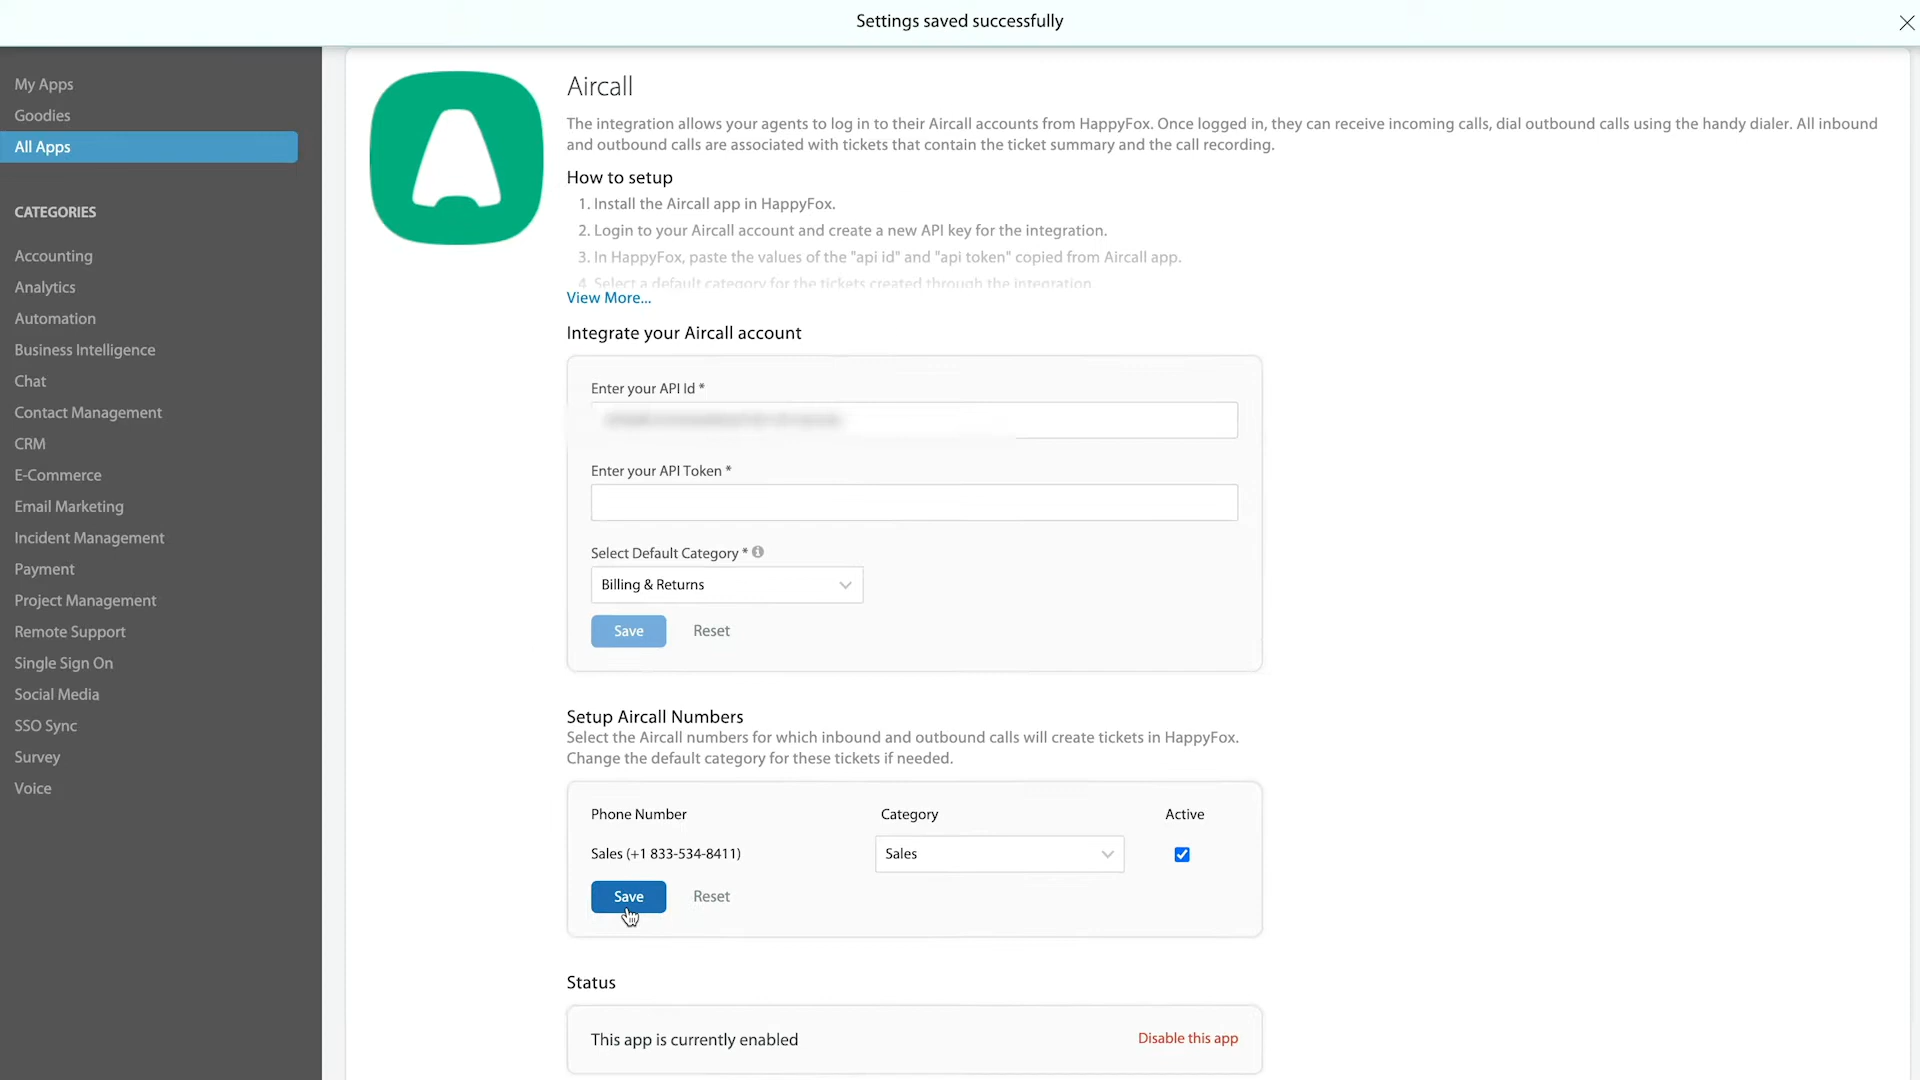 Settings saved successfully
My Apps
Goodies
All Apps
CATEGORIES
Accounting
Analytics
Automation
Business Intelligence
Chat
Contact Management
CRM
E-Commerce
Email Marketing
Incident Management
Payment
Project Management
Remote Support
Single Sign On
Social Media
SSO Sync
Survey
Voice
Aircall
The integration allows your agents to log in to their Aircall accounts from HappyFox. Once logged in, they can receive incoming calls, dial outbound calls using the handy dialer. All inbound
and outbound calls are associated with tickets that contain the ticket summary and the call recording.
How to setup
1. Install the Aircall app in HappyFox.
2. Login to your Aircall account and create a new API key for the integration.
3. In HappyFox, paste the values of the "api id" and "api token" copied from Aircall app.
4. Select a default category for the tickets created through the integration
View More...
Integrate your Aircall account
Enter your API Id *
Enter your API Token *
Select Default Category *
Billing & Returns
Save Reset
Setup Aircall Numbers
Select the Aircall numbers for which inbound and outbound calls will create tickets in HappyFox.
Change the default category for these tickets if needed.
Phone Number Category Active
Sales (+1 833-534-8411) Sales
Save Reset
Status
This app is currently enabled Disable this app